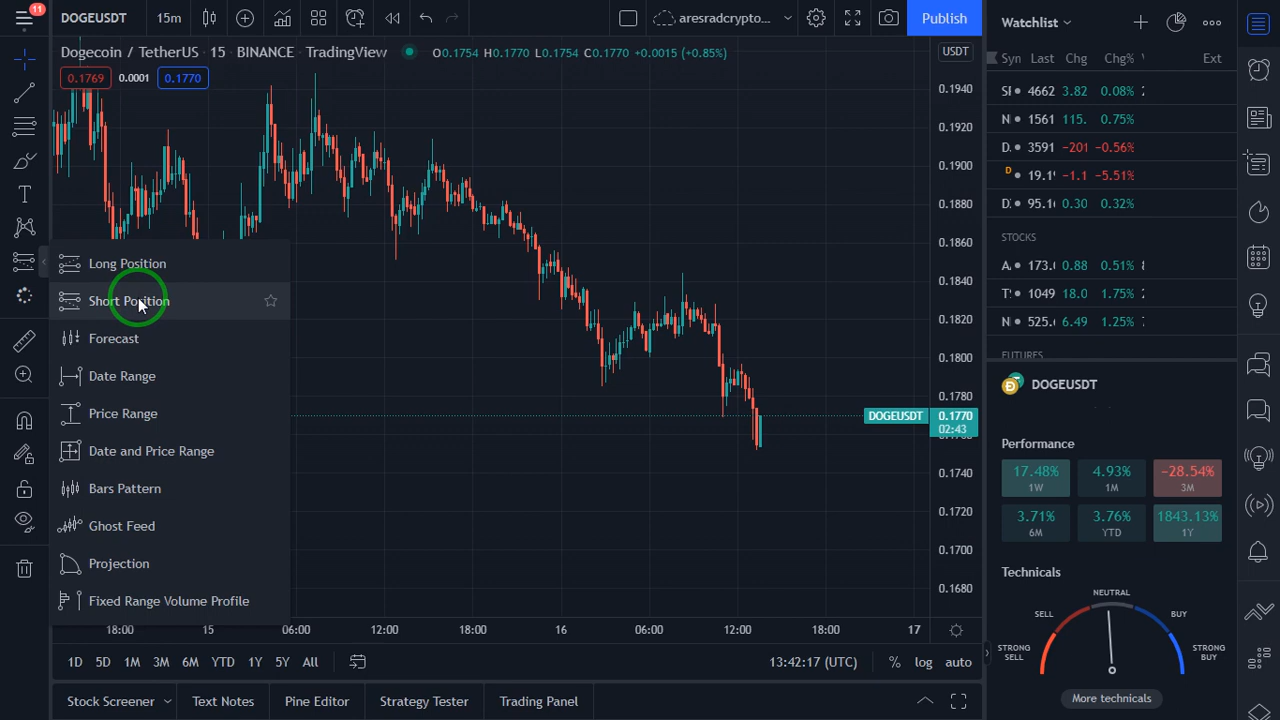 11
DOGEUSDT
15m
aresradcrypto...
Publish
Dogecoin / TetherUS · 15 · BINANCE · TradingView
O0.1754 H0.1770 L0.1754 C0.1770 +0.0015 (+0.85%)
USDT
0.1769
0.0001
0.1770
0.1940
0.1920
0.1900
0.1880
0.1860
0.1840
0.1820
0.1800
0.1780
DOGEUSDT
0.1770
02:43
0.1740
0.1720
0.1700
0.1680
Long Position
Short Position
Forecast
Date Range
Price Range
Date and Price Range
Bars Pattern
Ghost Feed
Projection
Fixed Range Volume Profile
18:00 15 06:00 12:00 18:00 16 06:00 12:00 18:00 17
1D 5D 1M 3M 6M YTD 1Y 5Y All
13:42:17 (UTC)
% log auto
Stock Screener
Text Notes
Pine Editor
Strategy Tester
Trading Panel
Watchlist
Syn Last Chg Chg% Ext
4662 3.82 0.08%
N 1561 115. 0.75%
D. 3591 -201 -0.56%
19.19 -1.1 -5.51%
95.16 0.30 0.32%
STOCKS
A. 173. 0.88 0.51%
1049 18.0 1.75%
525. 6.49 1.25%
FUTURES
DOGEUSDT
Performance
17.48%
1W
4.93%
1M
−28.54%
3M
3.71%
6M
3.76%
YTD
1843.13%
1Y
Technicals
NEUTRAL
SELL
BUY
STRONG SELL
STRONG BUY
More technicals